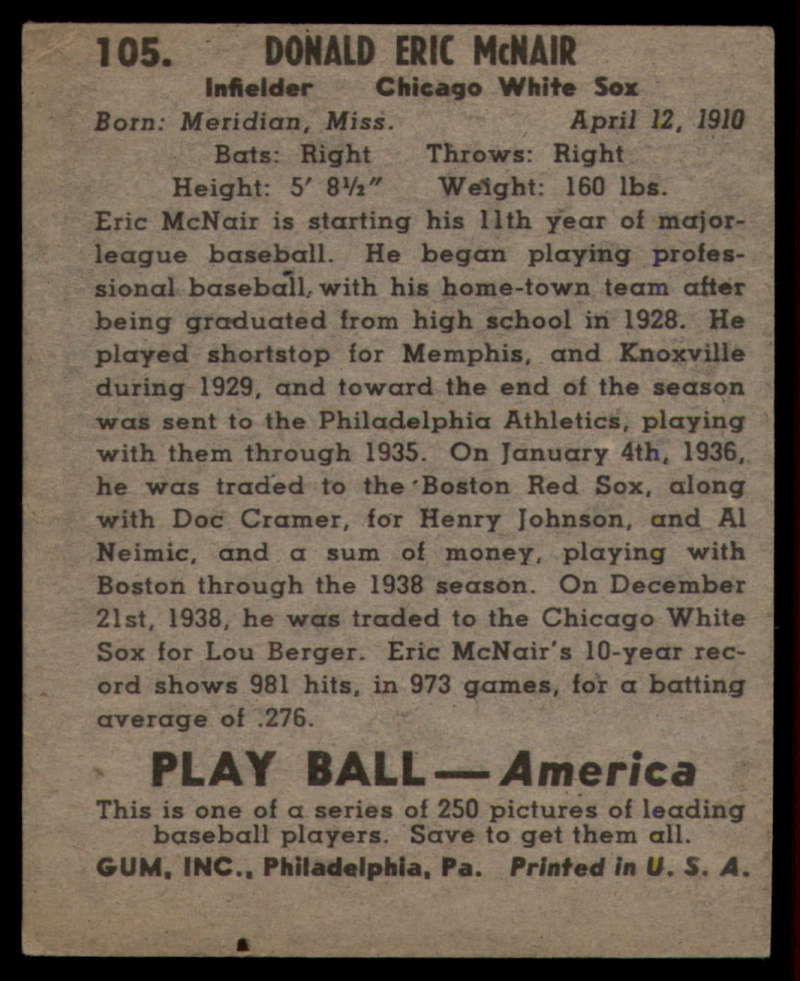 105. DONALD ERIC McNAIR
Infielder Chicago White Sox
Born: Meridian, Miss. April 12, 1910
Bats: Right Throws: Right
Height: 5′ 8½″ Weight: 160 lbs.
Eric McNair is starting his 11th year of major-
league baseball. He began playing profes-
sional baseball, with his home-town team after
being graduated from high school in 1928. He
played shortstop for Memphis, and Knoxville
during 1929, and toward the end of the season
was sent to the Philadelphia Athletics, playing
with them through 1935. On January 4th, 1936,
he was traded to the Boston Red Sox, along
with Doc Cramer, for Henry Johnson, and Al
Neimic, and a sum of money, playing with
Boston through the 1938 season. On December
21st, 1938, he was traded to the Chicago White
Sox for Lou Berger. Eric McNair's 10-year rec-
ord shows 981 hits, in 973 games, for a batting
average of .276.
PLAY BALL—America
This is one of a series of 250 pictures of leading
baseball players. Save to get them all.
GUM, INC., Philadelphia, Pa. Printed in U. S. A.